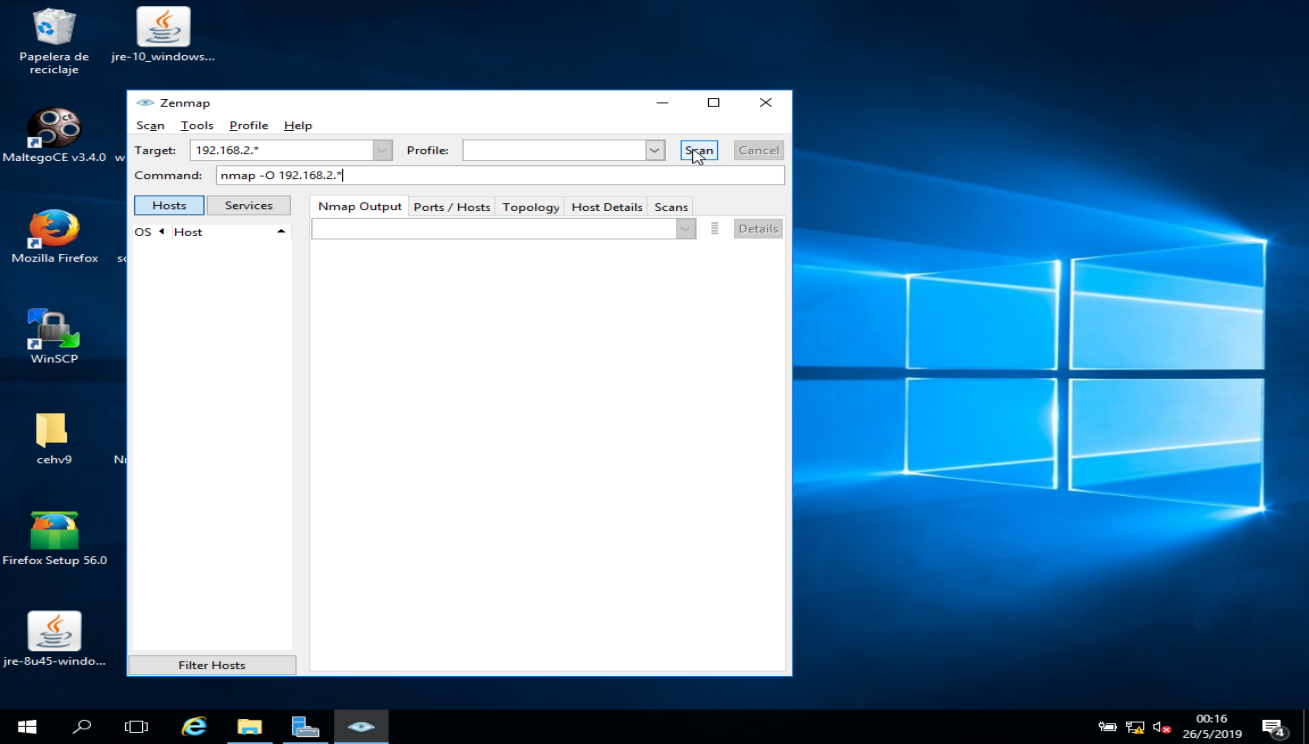 Papelera de
reciclaje
jre-10_windows...
MaltegoCE v3.4.0
w
Mozilla Firefox
WinSCP
cehv9
Firefox Setup 56.0
jre-8u45-windo...
Zenmap
Scan Tools Profile Help
Target: 192.168.2.* Profile: Scan Cancel
Command: nmap -O 192.168.2.*
Hosts Services
Nmap Output Ports / Hosts Topology Host Details Scans
OS Host
Details
Filter Hosts
00:16
26/5/2019
4